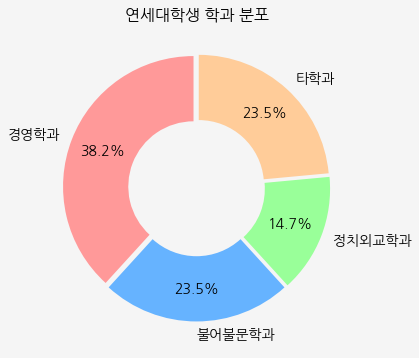 연세대학생 학과 분포
타학과
23.5%
경영학과
38.2%
14.7%
정치외교학과
23.5%
불어불문학과